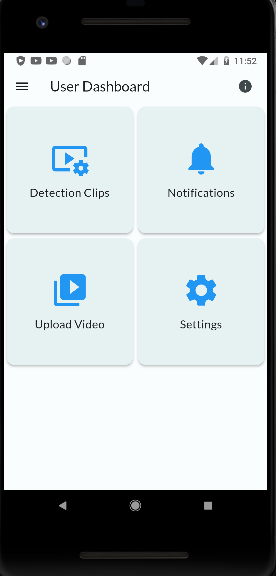 11:52
User Dashboard
Detection Clips
Notifications
Upload Video
Settings